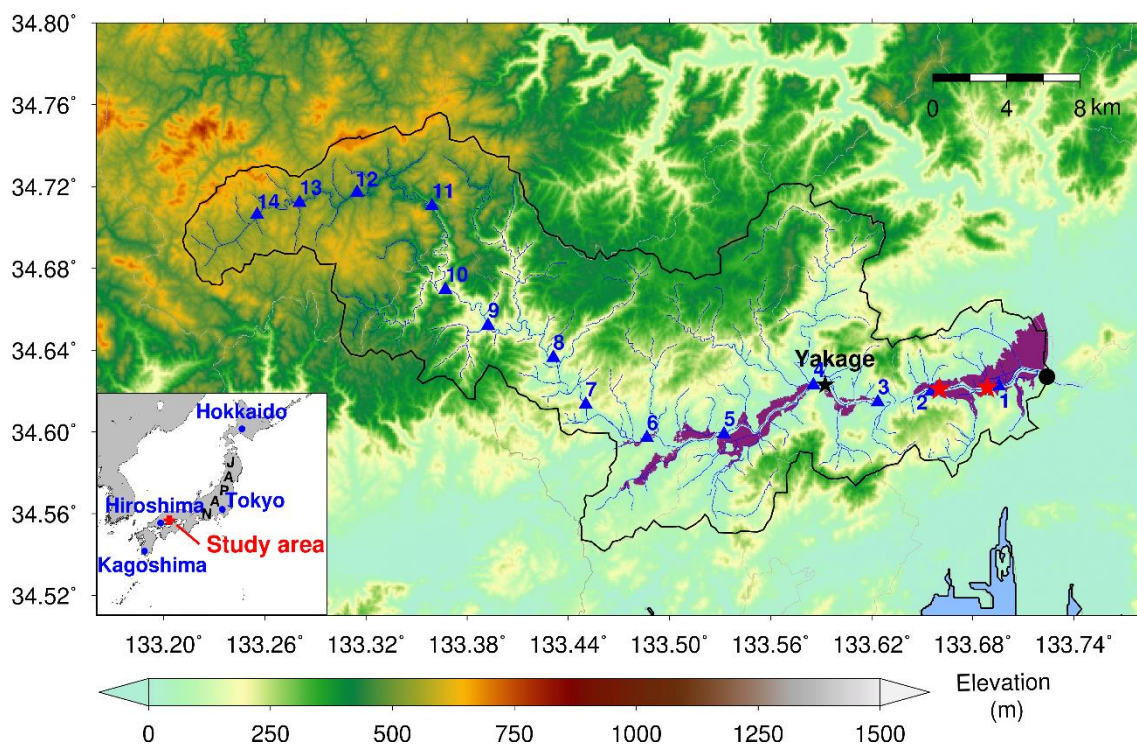 34.80
34.76
34.72
34.68
34.64
34.60
34.56
34.52
0 4 8 km
14 13 12 11
10
9
8
7
6
5
4
Yakage
3
2
1
Hokkaido
JAPAN
Hiroshima
Tokyo
Study area
Kagoshima
133.20° 133.26° 133.32° 133.38° 133.44° 133.50° 133.56° 133.62° 133.68° 133.74°
Elevation
(m)
0 250 500 750 1000 1250 1500